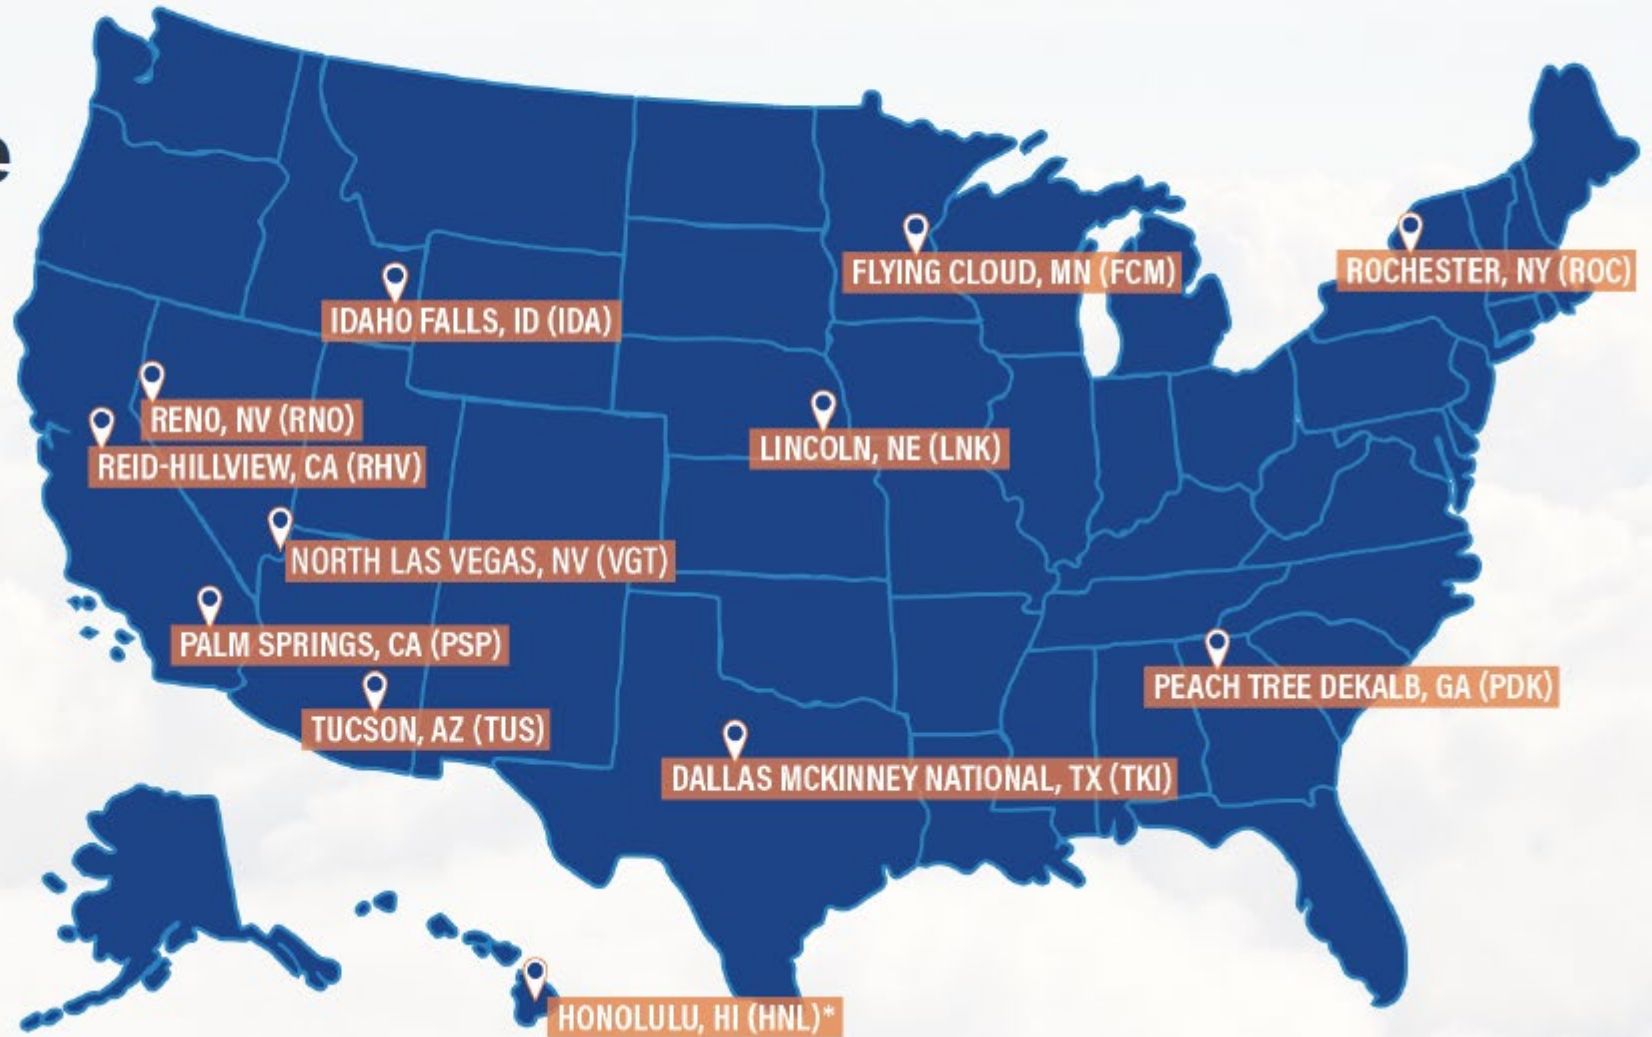 e
FLYING CLOUD, MN (FCM)
ROCHESTER, NY (ROC)
IDAHO FALLS, ID (IDA)
RENO, NV (RNO)
REID-HILLVIEW, CA (RHV)
LINCOLN, NE (LNK)
NORTH LAS VEGAS, NV (VGT)
PALM SPRINGS, CA (PSP)
PEACH TREE DEKALB, GA (PDK)
TUCSON, AZ (TUS)
DALLAS MCKINNEY NATIONAL, TX (TKI)
HONOLULU, HI (HNL)*